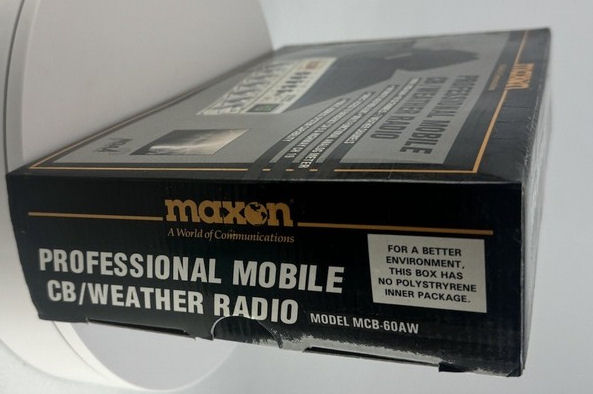 maxon
A World of Communications
PROFESSIONAL MOBILE
CB/WEATHER RADIO
MODEL MCB-60AW
FOR A BETTER
ENVIRONMENT,
THIS BOX HAS
NO POLYSTRYRENE
INNER PACKAGE.
maxon
PROFESSIONAL MOBILE
CB WEATHER RADIO